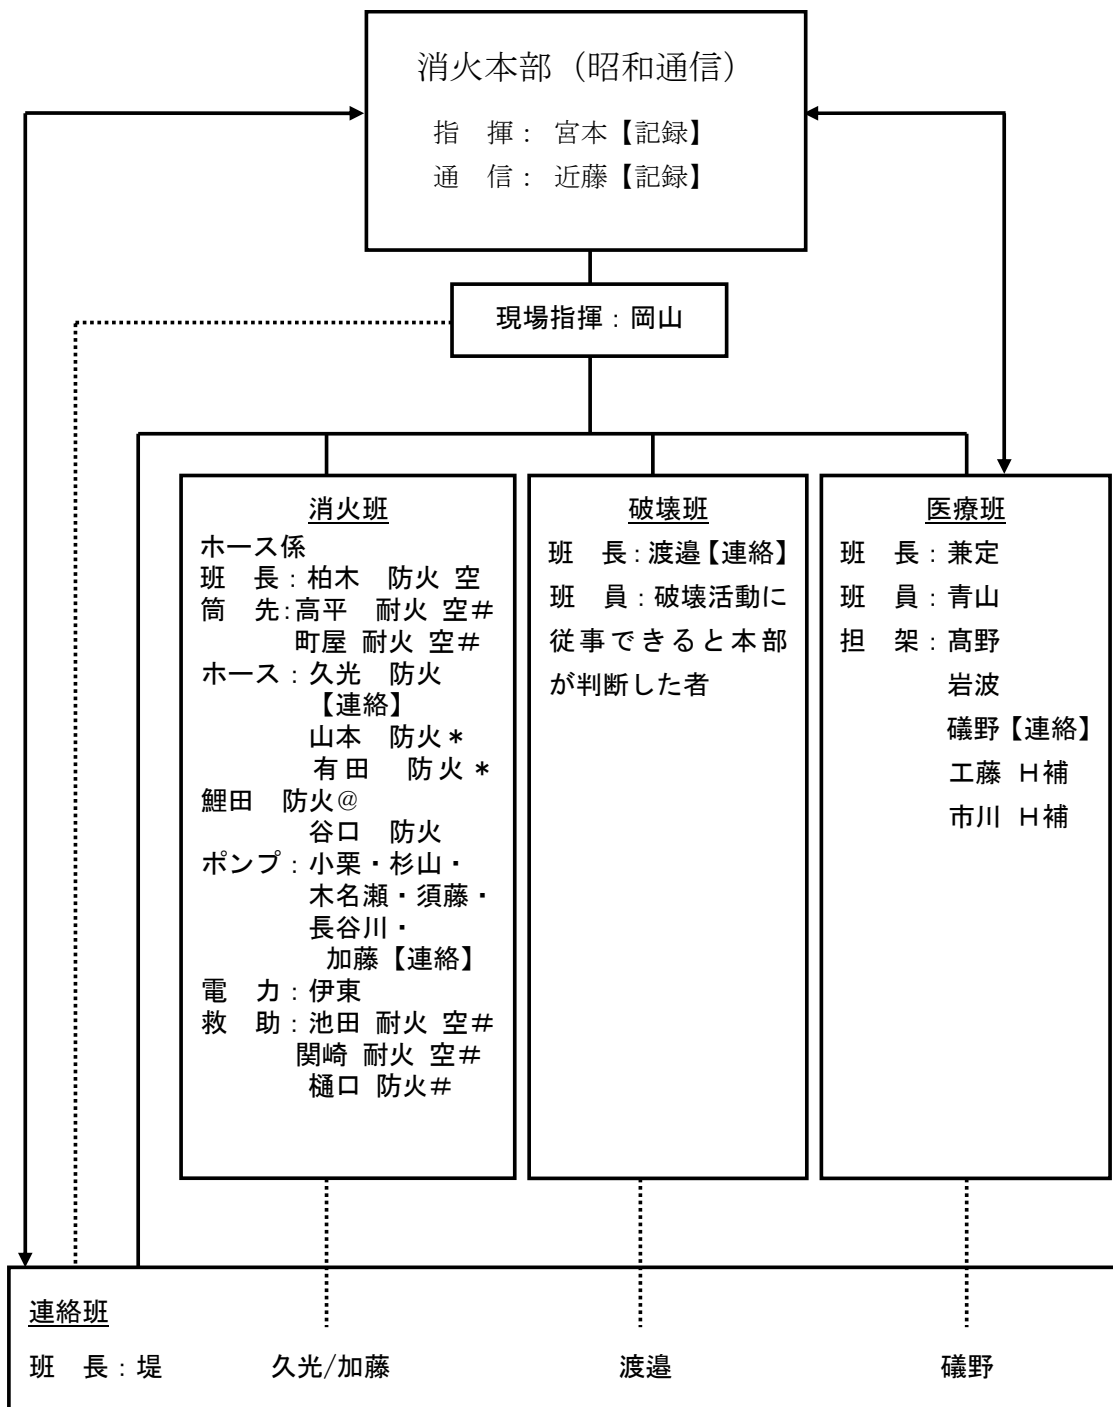 消火本部（昭和通信）
指　揮： 宮本【記録】
通　信： 近藤【記録】
現場指揮：岡山
消火班
ホース係
班　長：柏木　防火 空
筒　先：高平　耐火 空＃
町屋 耐火 空＃
ホース：久光　防火
【連絡】
山本　防火＊
有田　防火＊
鯉田　防火＠
谷口　防火
ポンプ：小栗・杉山・
木名瀬・須藤・
長谷川・
加藤【連絡】
電　力：伊東
救　助：池田 耐火 空＃
関崎 耐火 空＃
樋口 防火＃
破壊班
班　長：渡邉【連絡】
班　員：破壊活動に
従事できると本部
が判断した者
医療班
班　長：兼定
班　員：青山
担　架：髙野
岩波
礒野【連絡】
工藤 Ｈ補
市川 Ｈ補
連絡班
班　長：堤　久光/加藤　渡邉　礒野